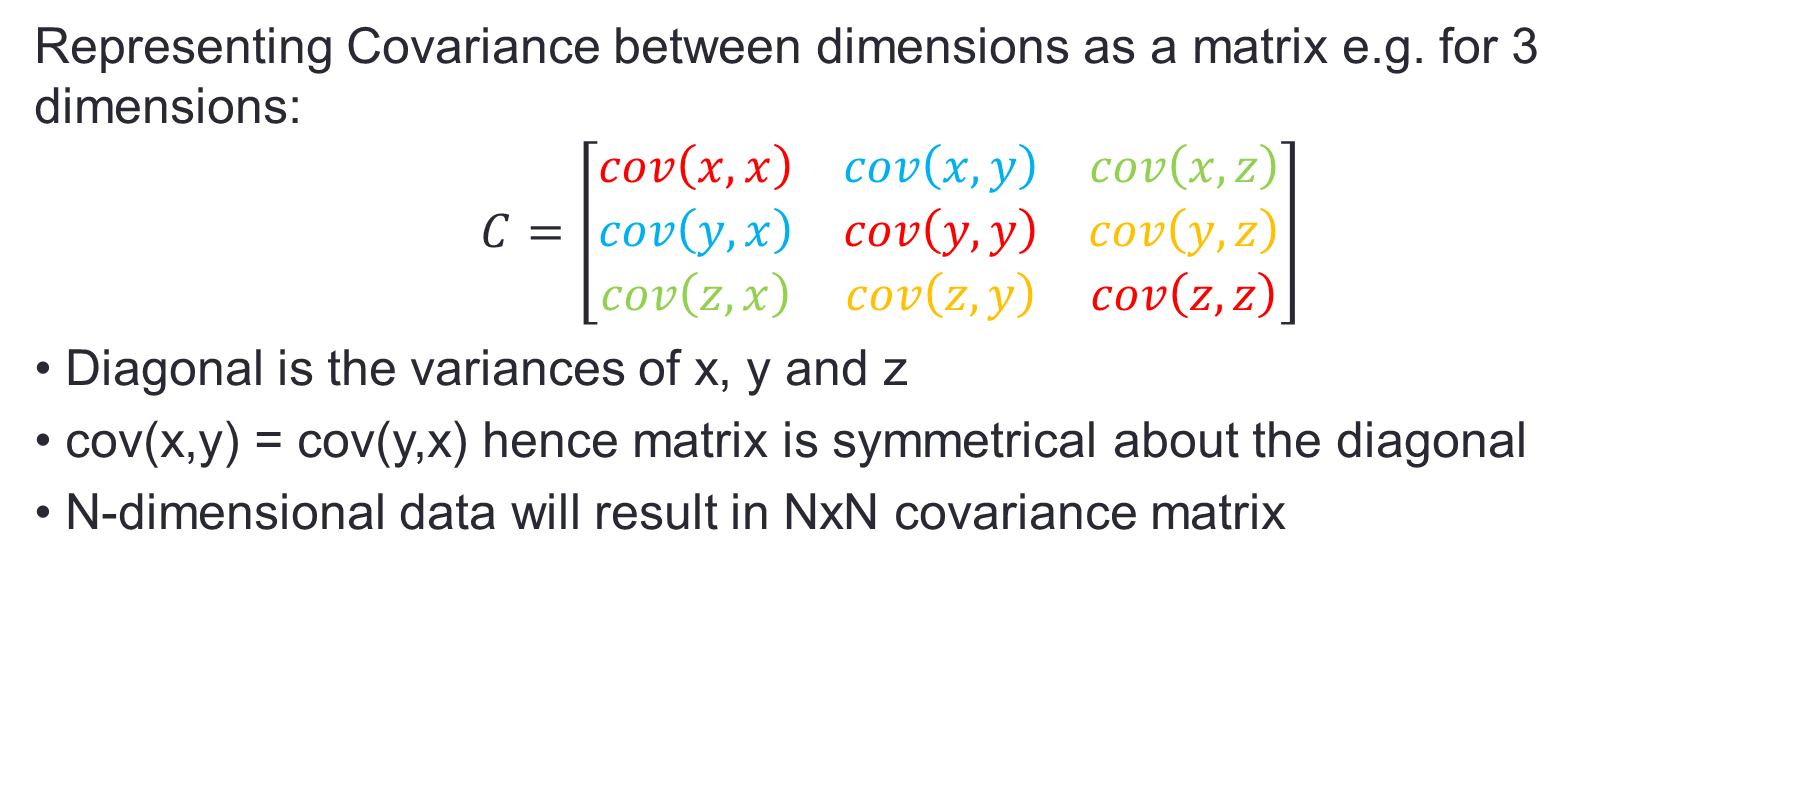 Representing Covariance between dimensions as a matrix e.g. for 3
dimensions:
cov(x, x) cov(x, y) cov(x, z)
C = cov(y, x) cov(y, y) cov(y, z)
cov(z, x) cov(z, y) cov(z, z)
• Diagonal is the variances of x, y and z
• cov(x,y) = cov(y,x) hence matrix is symmetrical about the diagonal
• N-dimensional data will result in NxN covariance matrix